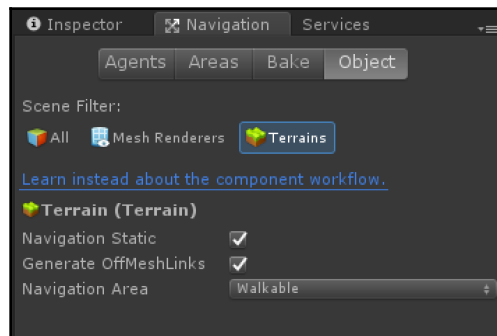 Inspector Navigation Services
Agents Areas Bake Object
Scene Filter:
All Mesh Renderers Terrains
Learn instead about the component workflow.
Terrain (Terrain)
Navigation Static
Generate OffMeshLinks
Navigation Area Walkable